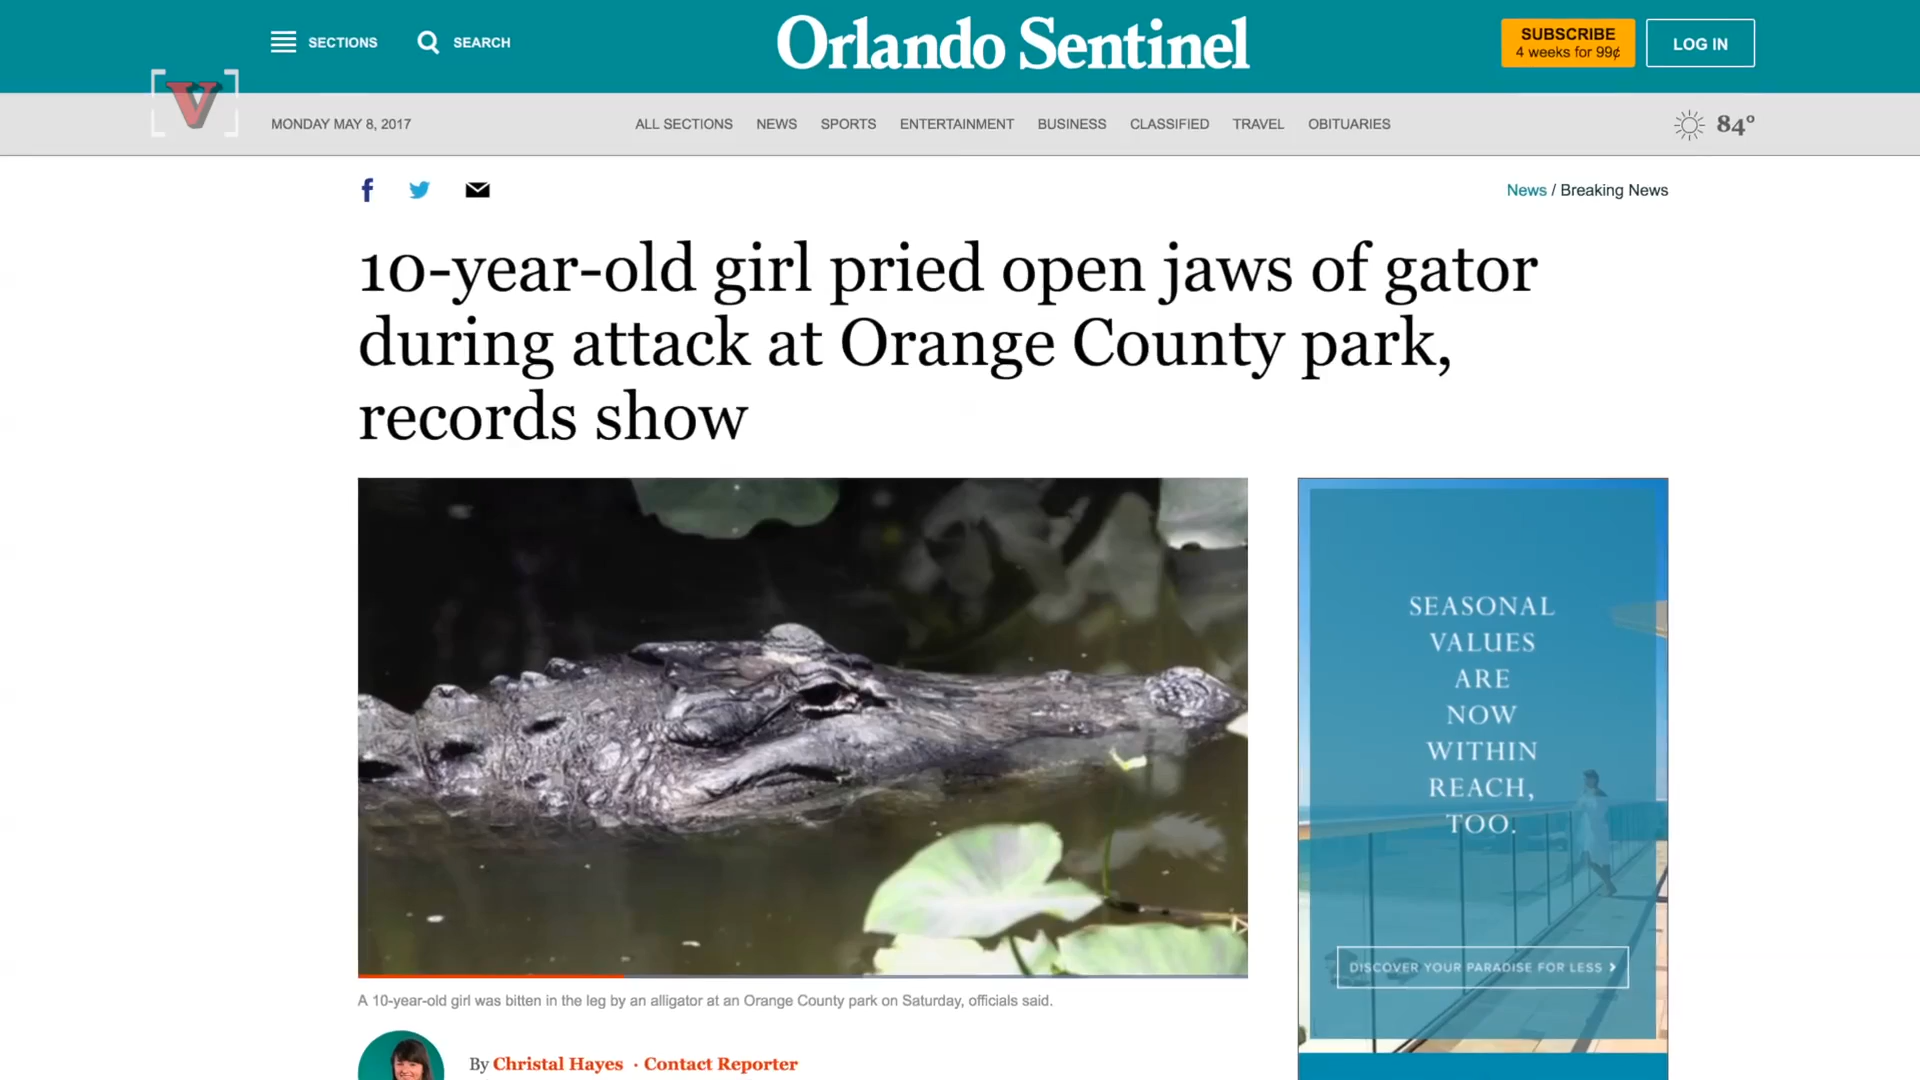 SECTIONS
SEARCH
Orlando Sentinel
SUBSCRIBE
4 weeks for 99¢
LOG IN
V
MONDAY MAY 8, 2017
ALL SECTIONS NEWS SPORTS ENTERTAINMENT BUSINESS CLASSIFIED TRAVEL OBITUARIES
84°
News / Breaking News
10-year-old girl pried open jaws of gator
during attack at Orange County park,
records show
SEASONAL
VALUES
ARE
NOW
WITHIN
REACH,
TOO.
DISCOVER YOUR PARADISE FOR LESS >
A 10-year-old girl was bitten in the leg by an alligator at an Orange County park on Saturday, officials said.
By Christal Hayes · Contact Reporter